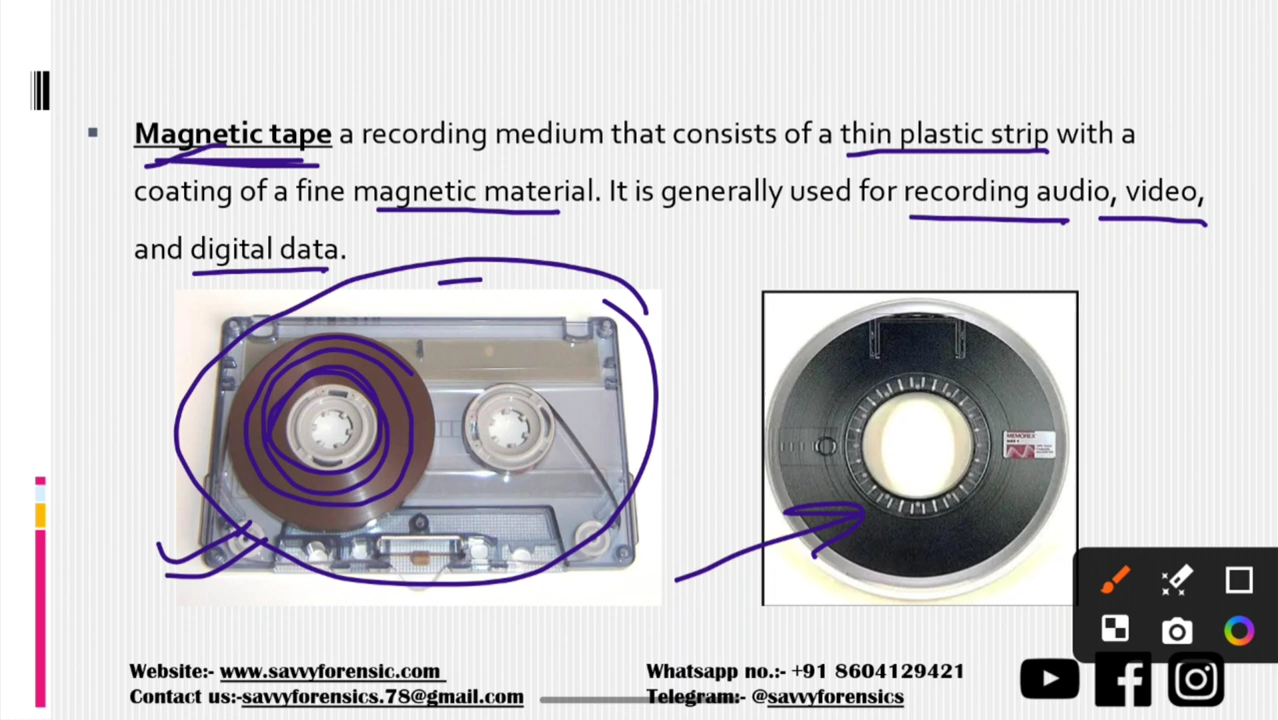 Magnetic tape a recording medium that consists of a thin plastic strip with a
coating of a fine magnetic material. It is generally used for recording audio, video,
and digital data.
MEMOREX
Website:- www.savvyforensic.com
Whatsapp no.:- +91 8604129421
Contact us:-savvyforensics.78@gmail.com
Telegram:- @savvyforensics